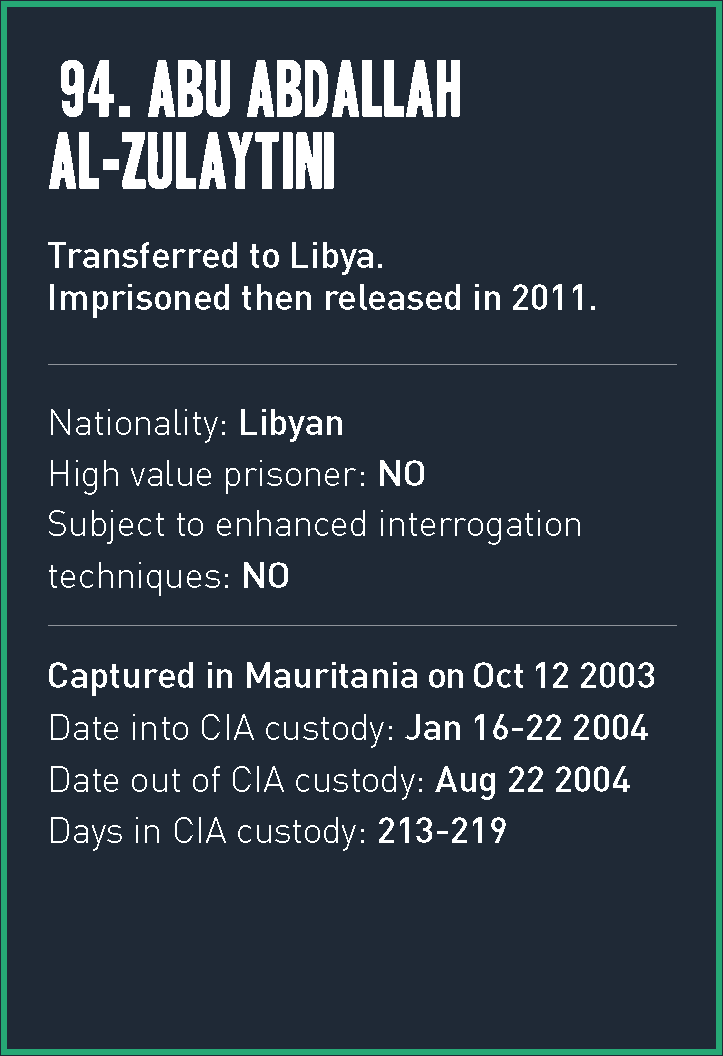 94. ABU ABDALLAH
AL-ZULAYTINI
Transferred to Libya.
Imprisoned then released in 2011.
Nationality: Libyan
High value prisoner: NO
Subject to enhanced interrogation
techniques: NO
Captured in Mauritania on Oct 12 2003
Date into CIA custody: Jan 16-22 2004
Date out of CIA custody: Aug 22 2004
Days in CIA custody: 213-219